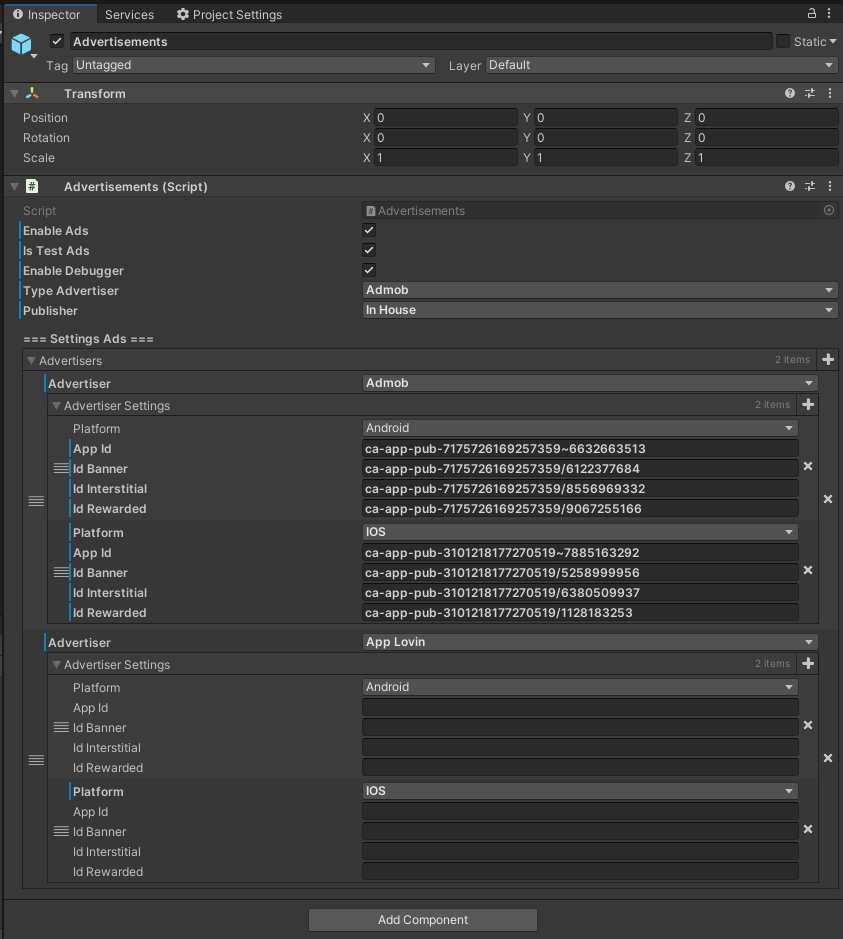 Inspector Services Project Settings
Advertisements Static
Tag Untagged Layer Default
Transform
Position X 0 Y 0 Z 0
Rotation X 0 Y 0 Z 0
Scale X 1 Y 1 Z 1
# Advertisements (Script)
Script # Advertisements
Enable Ads
Is Test Ads
Enable Debugger
Type Advertiser Admob
Publisher In House
=== Settings Ads ===
Advertisers 2 items
Advertiser Admob
Advertiser Settings 2 items
Platform Android
App Id ca-app-pub-7175726169257359~6632663513
Id Banner ca-app-pub-7175726169257359/6122377684
Id Interstitial ca-app-pub-7175726169257359/8556969332
Id Rewarded ca-app-pub-7175726169257359/9067255166
Platform IOS
App Id ca-app-pub-3101218177270519~7885163292
Id Banner ca-app-pub-3101218177270519/5258999956
Id Interstitial ca-app-pub-3101218177270519/6380509937
Id Rewarded ca-app-pub-3101218177270519/1128183253
Advertiser App Lovin
Advertiser Settings 2 items
Platform Android
App Id
Id Banner
Id Interstitial
Id Rewarded
Platform IOS
App Id
Id Banner
Id Interstitial
Id Rewarded
Add Component